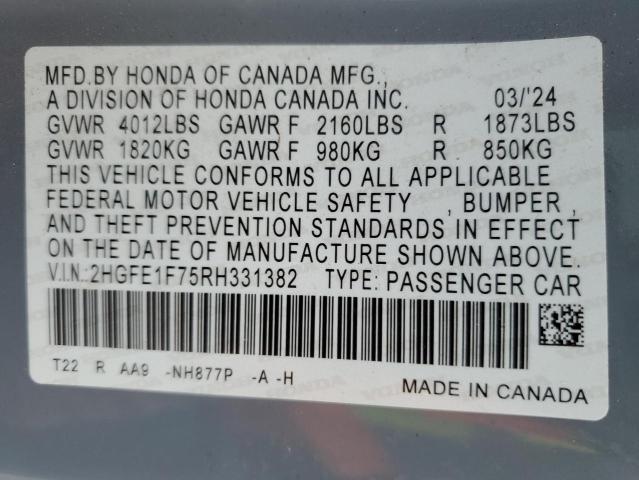 MFD.BY HONDA OF CANADA MFG.,
A DIVISION OF HONDA CANADA INC. 03/'24
GVWR 4012LBS GAWR F 2160LBS R 1873LBS
GVWR 1820KG GAWR F 980KG R 850KG
THIS VEHICLE CONFORMS TO ALL APPLICABLE
FEDERAL MOTOR VEHICLE SAFETY , BUMPER,
AND THEFT PREVENTION STANDARDS IN EFFECT
ON THE DATE OF MANUFACTURE SHOWN ABOVE.
V.I.N.:2HGFE1F75RH331382 TYPE: PASSENGER CAR
T22 R AA9 -NH877P -A -H
MADE IN CANADA